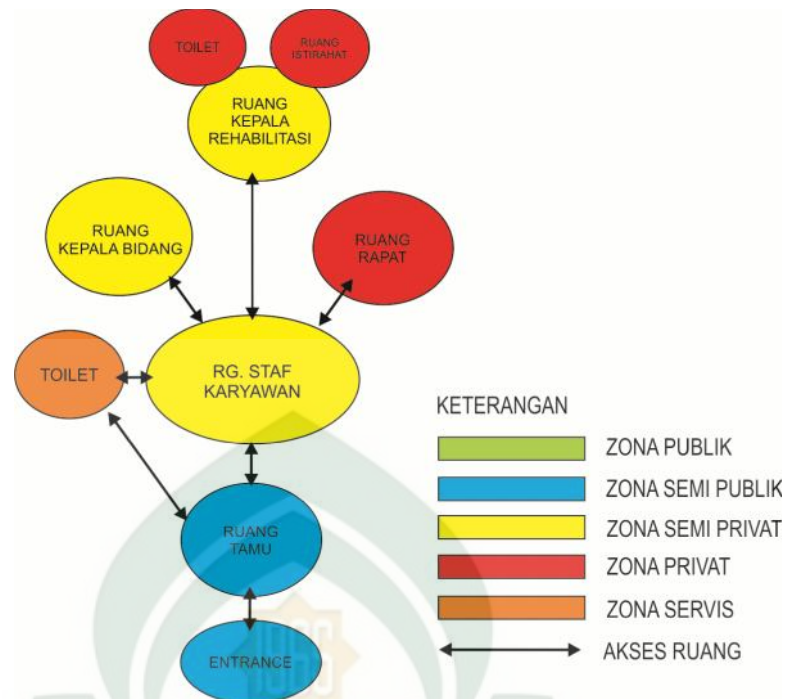 TOILET
RUANG
ISTIRAHAT
RUANG
KEPALA
REHABILITASI
RUANG
KEPALA BIDANG
RUANG
RAPAT
TOILET
RG. STAF
KARYAWAN
RUANG
TAMU
ENTRANCE
KETERANGAN
ZONA PUBLIK
ZONA SEMI PUBLIK
ZONA SEMI PRIVAT
ZONA PRIVAT
ZONA SERVIS
AKSES RUANG